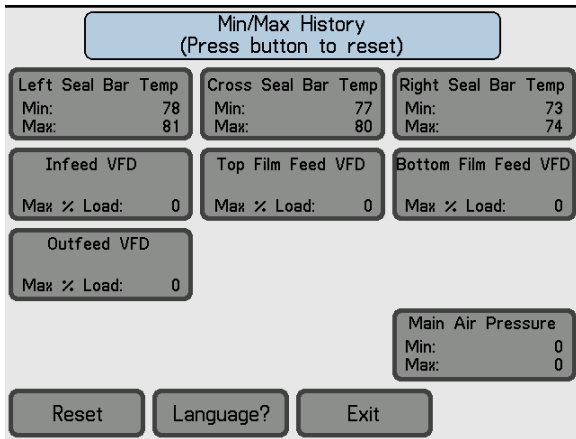 Min/Max History
(Press button to reset)
Left Seal Bar Temp
Min: 78
Max: 81
Cross Seal Bar Temp
Min: 77
Max: 80
Right Seal Bar Temp
Min: 73
Max: 74
Infeed VFD
Max % Load: 0
Top Film Feed VFD
Max % Load: 0
Bottom Film Feed VFD
Max % Load: 0
Outfeed VFD
Max % Load: 0
Main Air Pressure
Min: 0
Max: 0
Reset
Language?
Exit